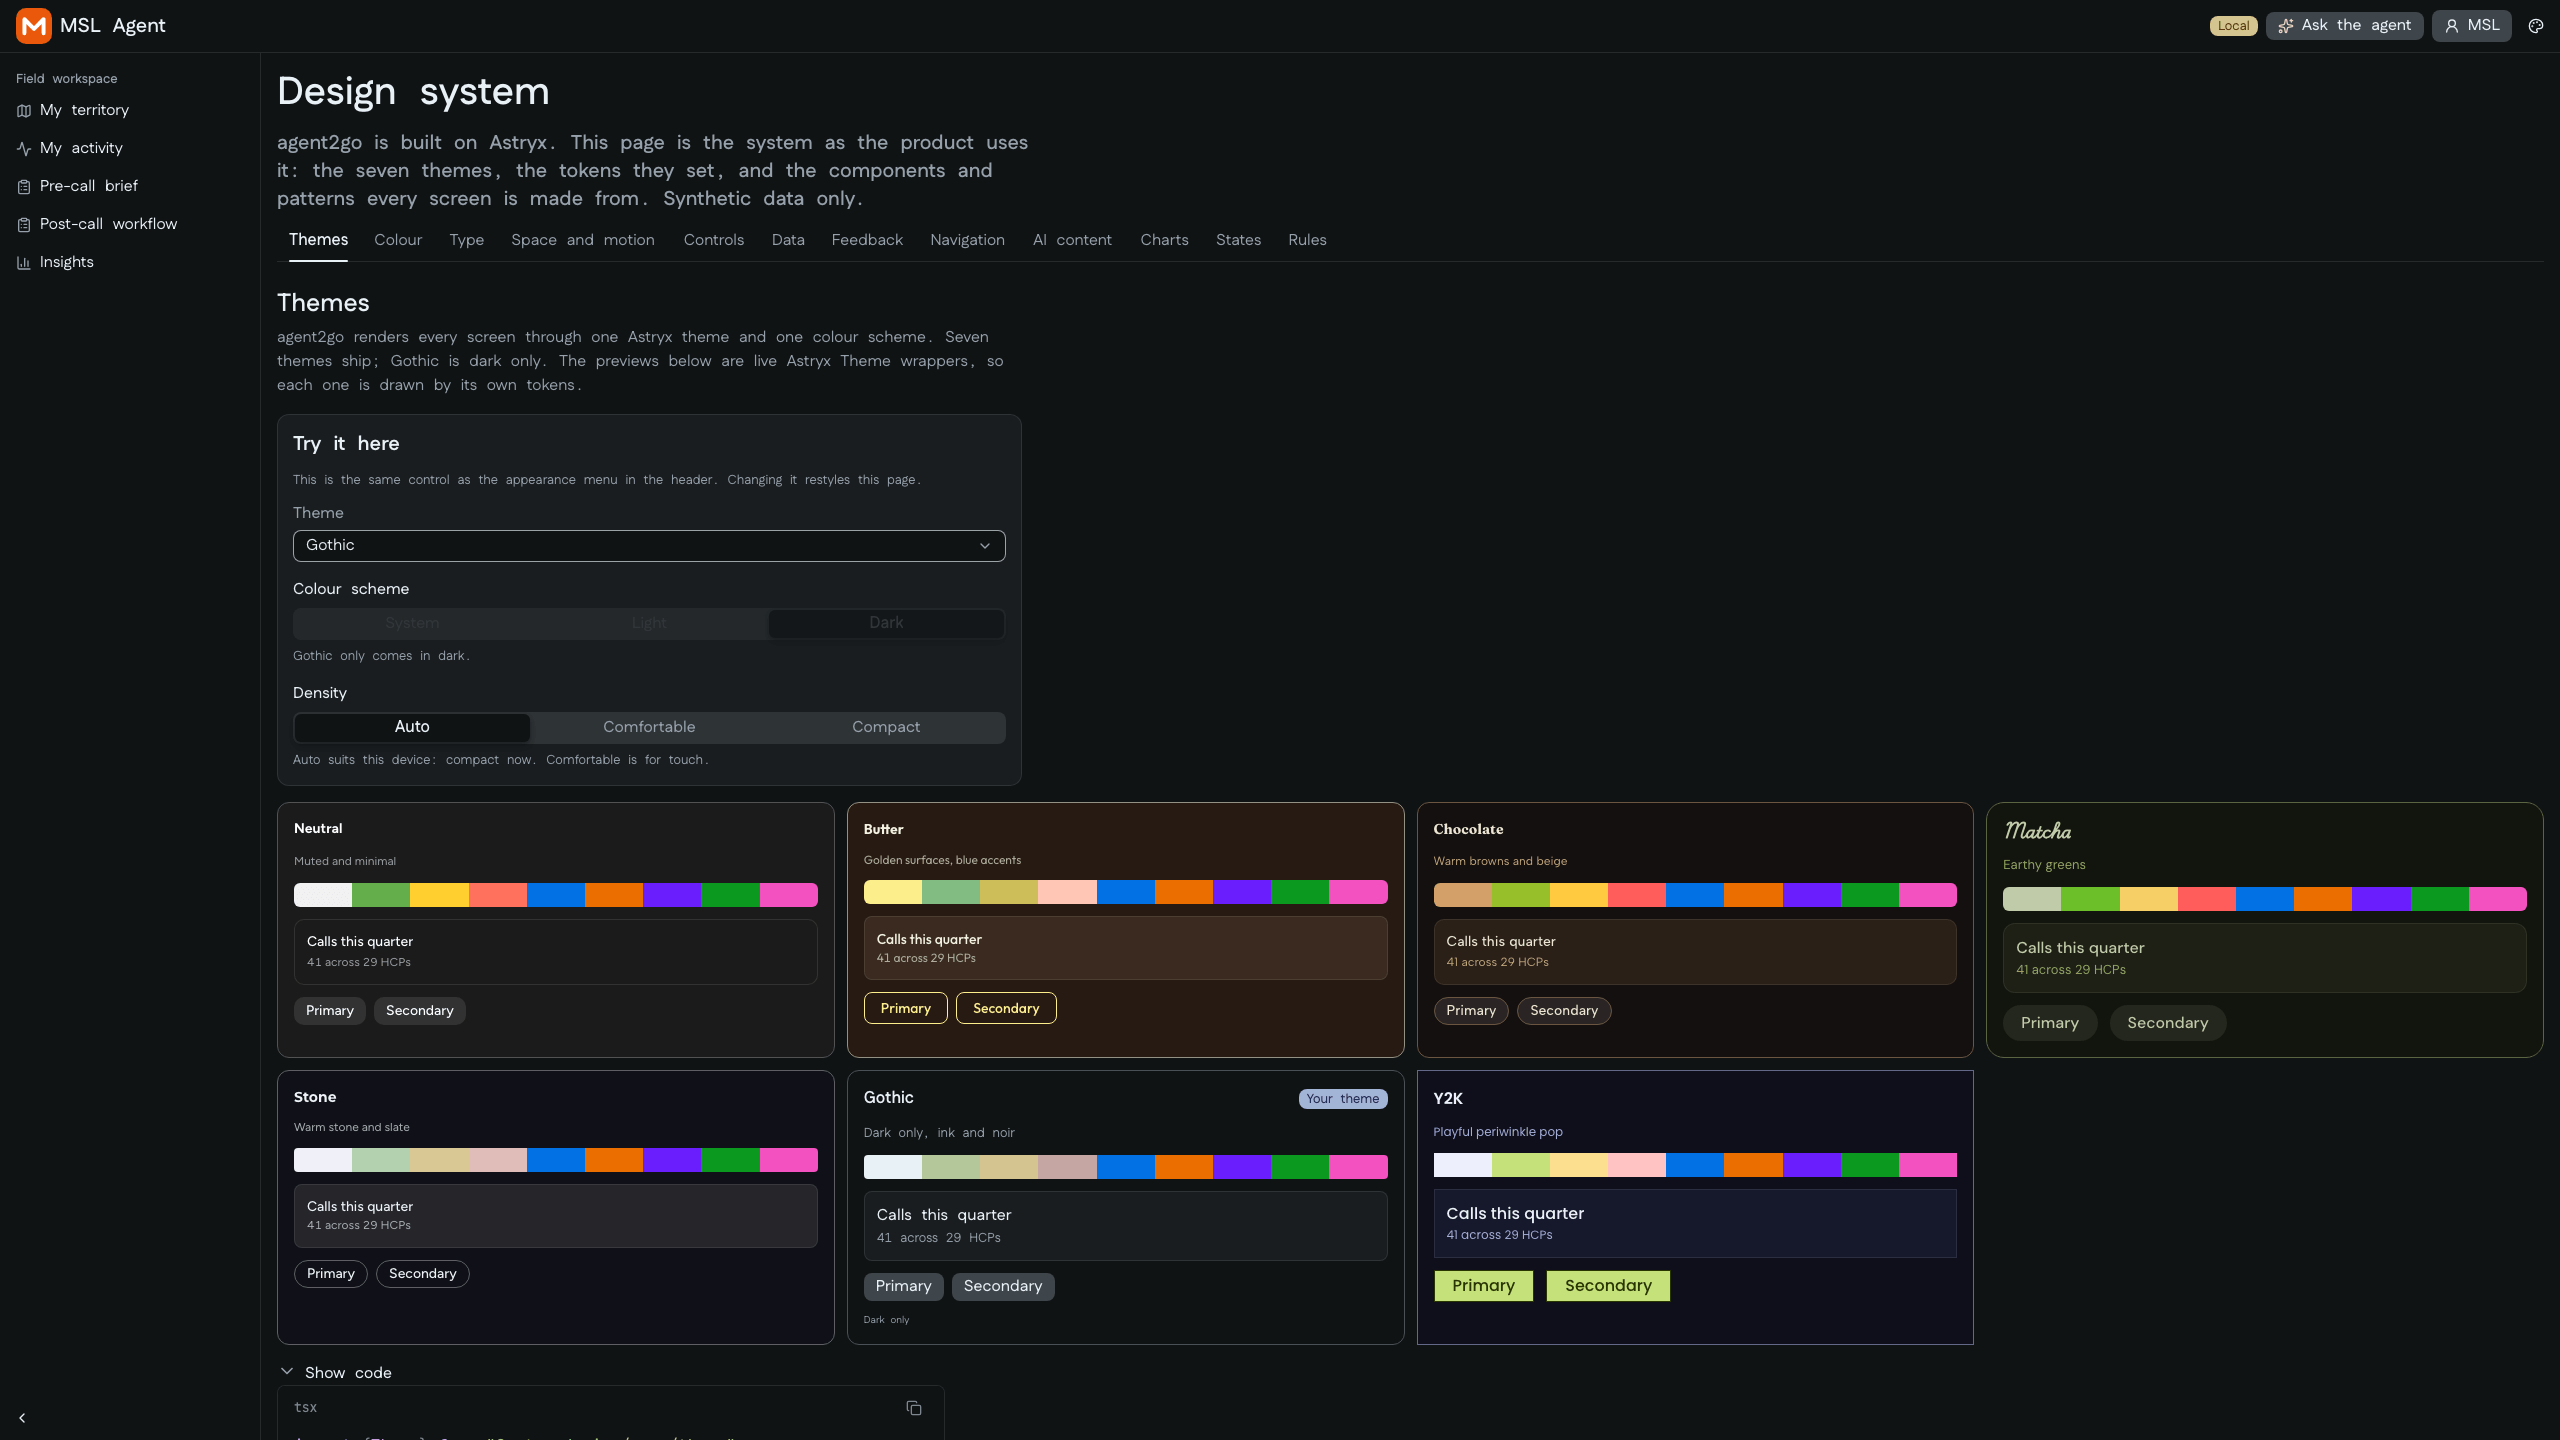 MSL Agent
Local
Ask the agent
MSL
Field workspace
My territory
My activity
Pre-call brief
Post-call workflow
Insights
Design system
agent2go is built on Astryx. This page is the system as the product uses
it: the seven themes, the tokens they set, and the components and
patterns every screen is made from. Synthetic data only.
Themes Colour Type Space and motion Controls Data Feedback Navigation AI content Charts States Rules
Themes
agent2go renders every screen through one Astryx theme and one colour scheme. Seven
themes ship; Gothic is dark only. The previews below are live Astryx Theme wrappers, so
each one is drawn by its own tokens.
Try it here
This is the same control as the appearance menu in the header. Changing it restyles this page.
Theme
Gothic
Colour scheme
System Light Dark
Gothic only comes in dark.
Density
Auto Comfortable Compact
Auto suits this device: compact now. Comfortable is for touch.
Neutral
Muted and minimal
Calls this quarter
41 across 29 HCPs
Primary Secondary
Butter
Golden surfaces, blue accents
Calls this quarter
41 across 29 HCPs
Primary Secondary
Chocolate
Warm browns and beige
Calls this quarter
41 across 29 HCPs
Primary Secondary
Matcha
Earthy greens
Calls this quarter
41 across 29 HCPs
Primary Secondary
Stone
Warm stone and slate
Calls this quarter
41 across 29 HCPs
Primary Secondary
Gothic
Your theme
Dark only, ink and noir
Calls this quarter
41 across 29 HCPs
Primary Secondary
Dark only
Y2K
Playful periwinkle pop
Calls this quarter
41 across 29 HCPs
Primary Secondary
Show code
tsx